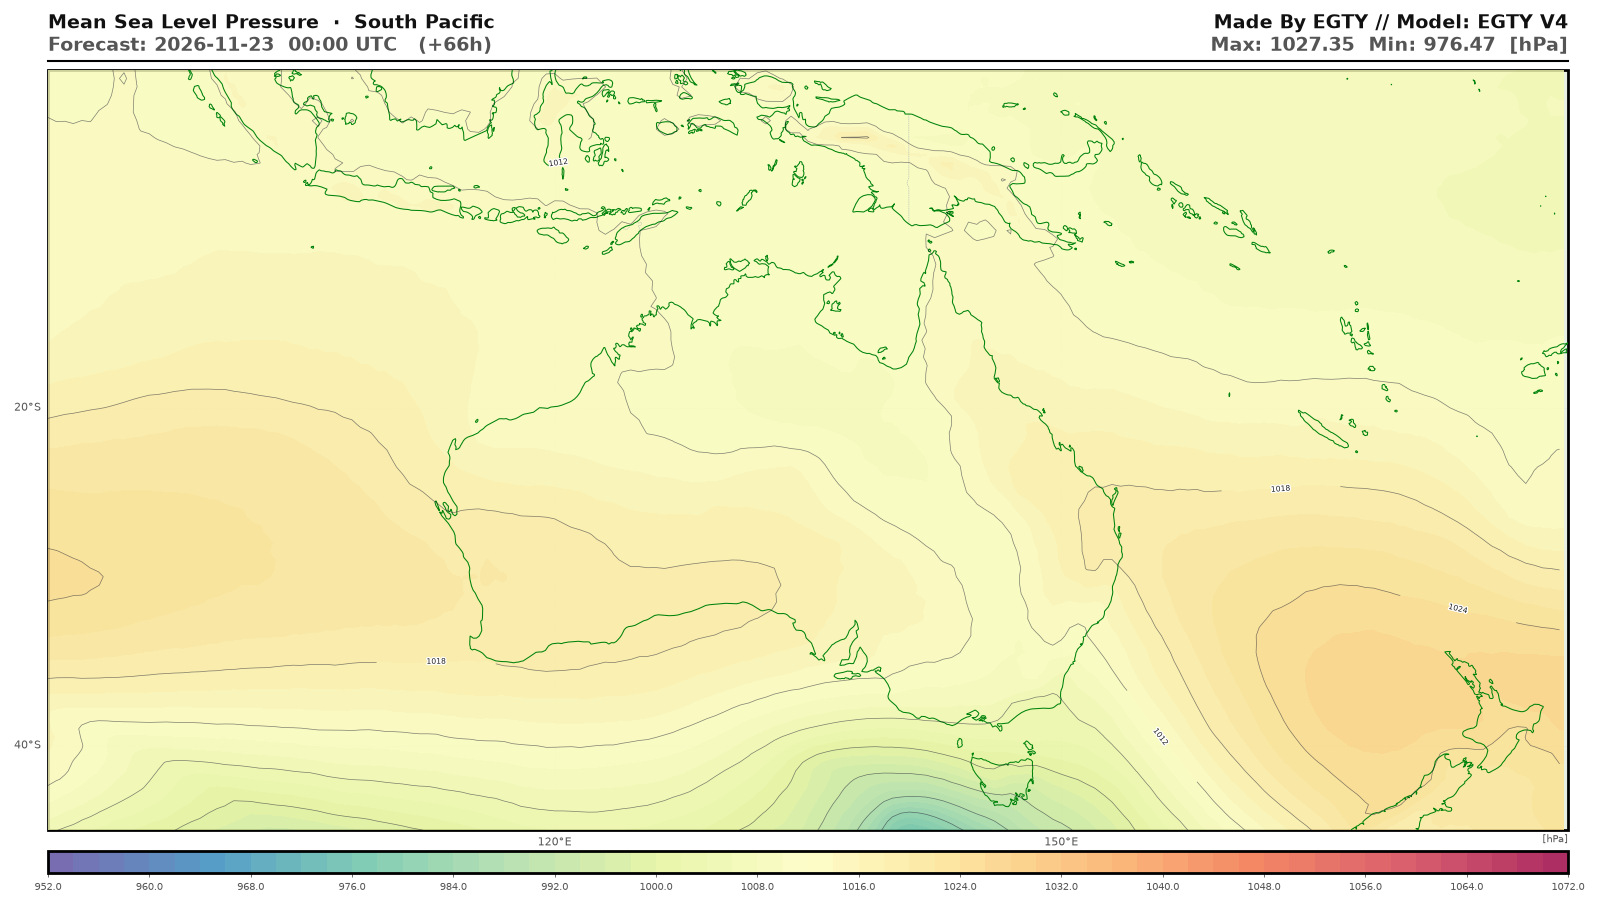 Mean Sea Level Pressure · South Pacific
Made By EGTY // Model: EGTY V4
Forecast: 2026-11-23 00:00 UTC (+66h)
Max: 1027.35 Min: 976.47 [hPa]
1012
20°S
1018
1024
1018
1012
40°S
120°E
150°E
[hPa]
952.0 960.0 968.0 976.0 984.0 992.0 1000.0 1008.0 1016.0 1024.0 1032.0 1040.0 1048.0 1056.0 1064.0 1072.0